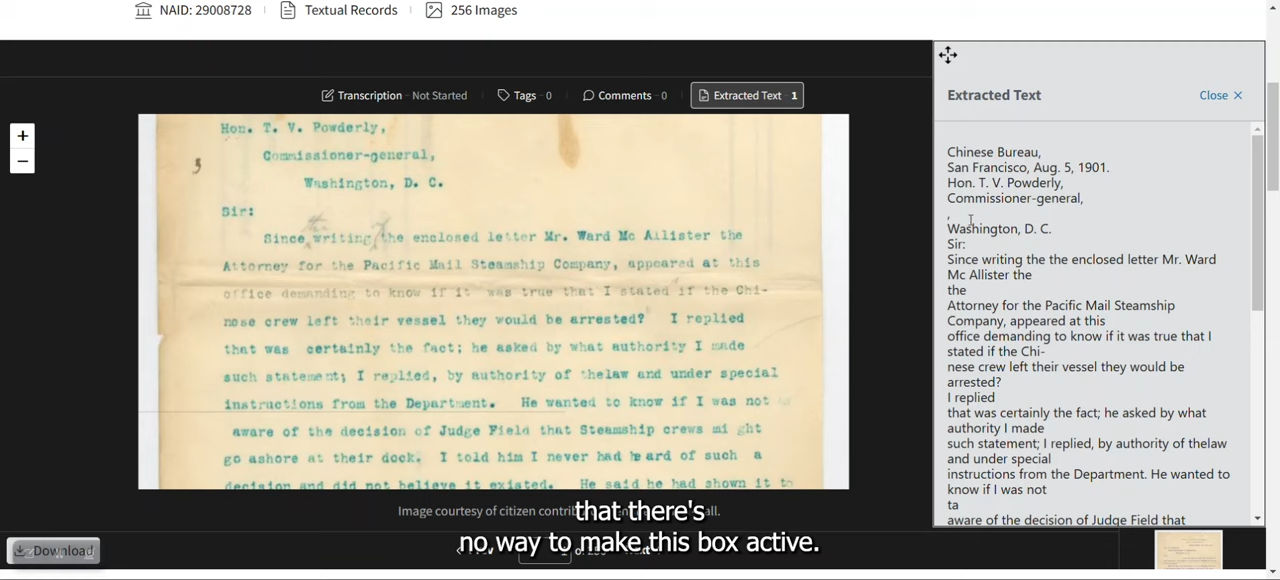 NAID: 29008728 Textual Records 256 Images
Transcription - Not Started Tags - 0 Comments - 0 Extracted Text - 1
Hon. T. V. Powderly,
Commissioner-general,
Washington, D. C.
Sir:
the
Since writing the enclosed letter Mr. Ward Mc Allister the
Attorney for the Pacific Mail Steamship Company, appeared at this
office demanding to know if it was true that I stated if the Chi-
nese crew left their vessel they would be arrested? I replied
that was certainly the fact; he asked by what authority I made
such statement; I replied, by authority of thelaw and under special
instructions from the Department. He wanted to know if I was not
aware of the decision of Judge Field that Steamship crews mi ght
go ashore at their dock. I told him I never had heard of such a
decision and did not believe it existed. He said he had shown it to
Image courtesy of citizen
that there's
no way to make this box active.
Download
Extracted Text
Close ×
Chinese Bureau,
San Francisco, Aug. 5, 1901.
Hon. T. V. Powderly,
Commissioner-general,
,
Washington, D. C.
Sir:
Since writing the the enclosed letter Mr. Ward
Mc Allister the
the
Attorney for the Pacific Mail Steamship
Company, appeared at this
office demanding to know if it was true that I
stated if the Chi-
nese crew left their vessel they would be
arrested?
I replied
that was certainly the fact; he asked by what
authority I made
such statement; I replied, by authority of thelaw
and under special
instructions from the Department. He wanted to
know if I was not
ta
aware of the decision of Judge Field that